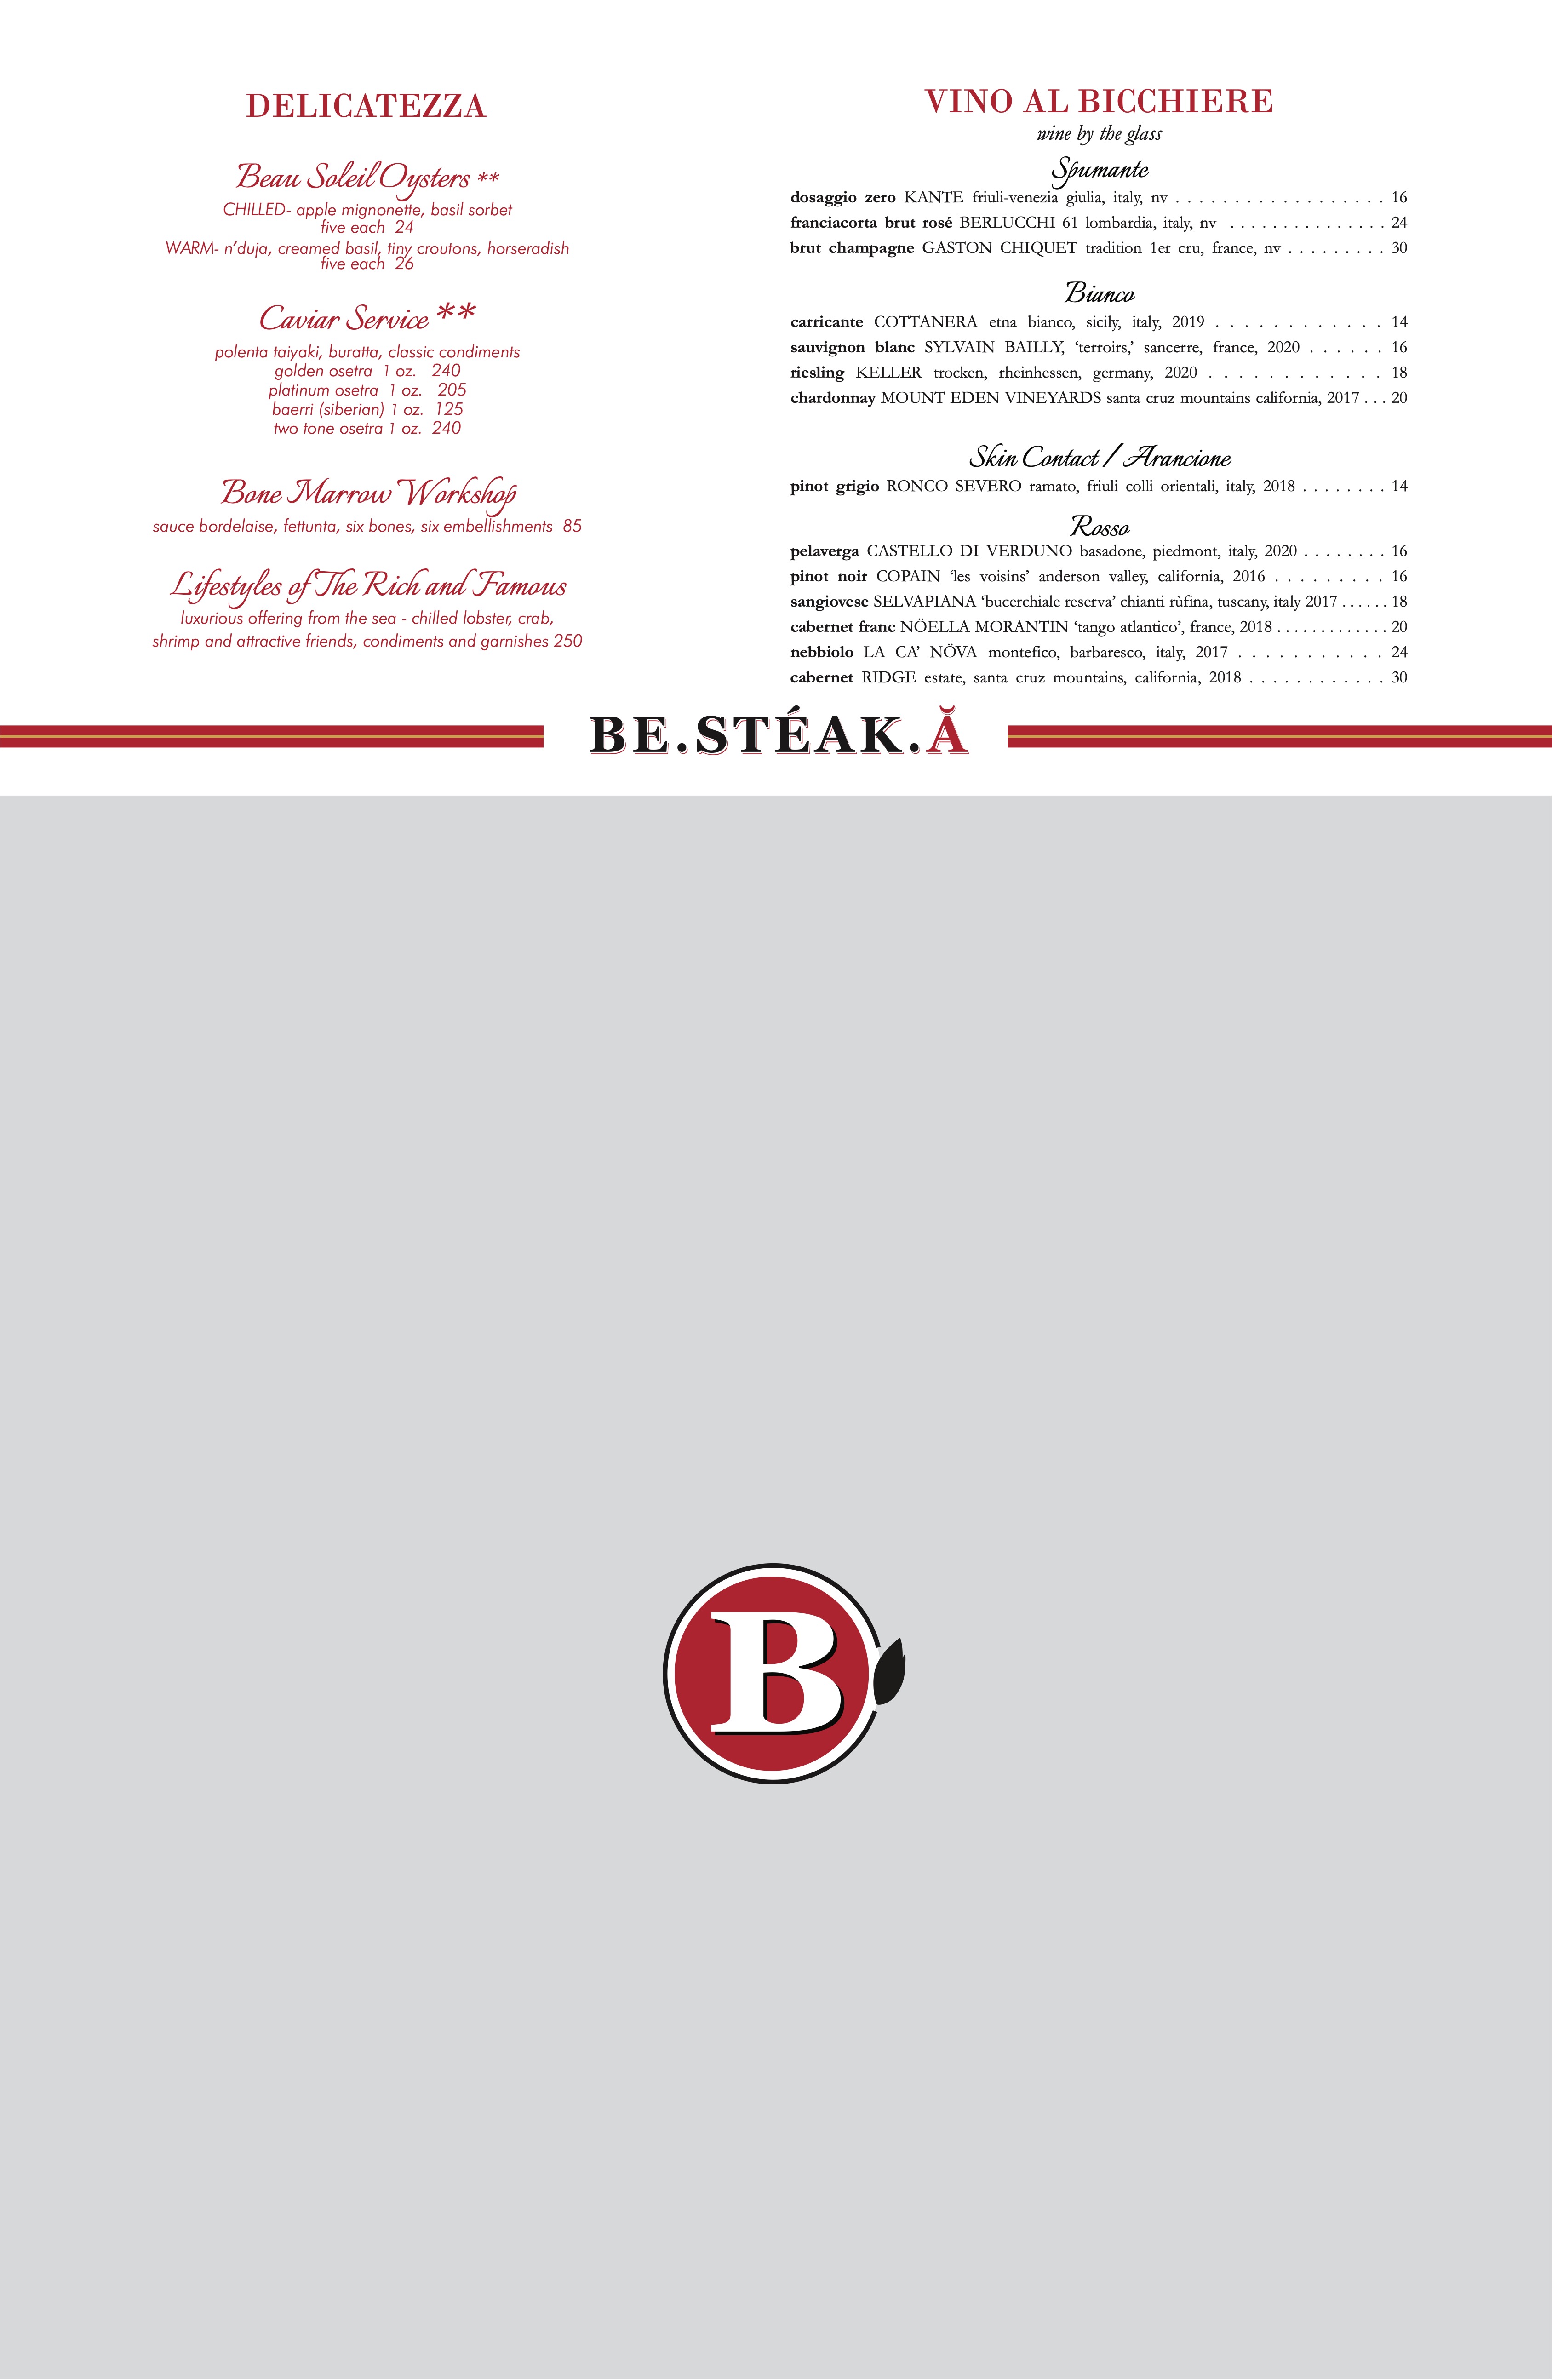 DELICATEZZA
Beau Soleil Oysters **
CHILLED- apple mignonette, basil sorbet
five each 24
WARM- n’duja, creamed basil, tiny croutons, horseradish
five each 26
Caviar Service **
polenta taiyaki, buratta, classic condiments
golden osetra 1 oz. 240
platinum osetra 1 oz. 205
baerri (siberian) 1 oz. 125
two tone osetra 1 oz. 240
Bone Marrow Workshop
sauce bordelaise, fettunta, six bones, six embellishments 85
Lifestyles of The Rich and Famous
luxurious offering from the sea - chilled lobster, crab,
shrimp and attractive friends, condiments and garnishes 250
VINO AL BICCHIERE
wine by the glass
Spumante
dosaggio zero KANTE friuli-venezia giulia, italy, nv . . . . . . . . . . . . . . . . . . 16
franciacorta brut rosé BERLUCCHI 61 lombardia, italy, nv . . . . . . . . . . . . . . . 24
brut champagne GASTON CHIQUET tradition 1er cru, france, nv . . . . . . . . . 30
Bianco
carricante COTTANERA etna bianco, sicily, italy, 2019 . . . . . . . . . . . . 14
sauvignon blanc SYLVAIN BAILLY, ‘terroirs,’ sancerre, france, 2020 . . . . . . 16
riesling KELLER trocken, rheinhessen, germany, 2020 . . . . . . . . . . . . 18
chardonnay MOUNT EDEN VINEYARDS santa cruz mountains california, 2017 . . . 20
Skin Contact / Arancione
pinot grigio RONCO SEVERO ramato, friuli colli orientali, italy, 2018 . . . . . . . . 14
Rosso
pelaverga CASTELLO DI VERDUNO basadone, piedmont, italy, 2020 . . . . . . . . 16
pinot noir COPAIN ‘les voisins’ anderson valley, california, 2016 . . . . . . . . . 16
sangiovese SELVAPIANA ‘bucerchiale reserva’ chianti rùfina, tuscany, italy 2017 . . . . . . 18
cabernet franc NÖELLA MORANTIN ‘tango atlantico’, france, 2018 . . . . . . . . . . . . . 20
nebbiolo LA CA’ NÖVA montefico, barbaresco, italy, 2017 . . . . . . . . . . . 24
cabernet RIDGE estate, santa cruz mountains, california, 2018 . . . . . . . . . . . . 30
BE.STÉAK.Ă
B